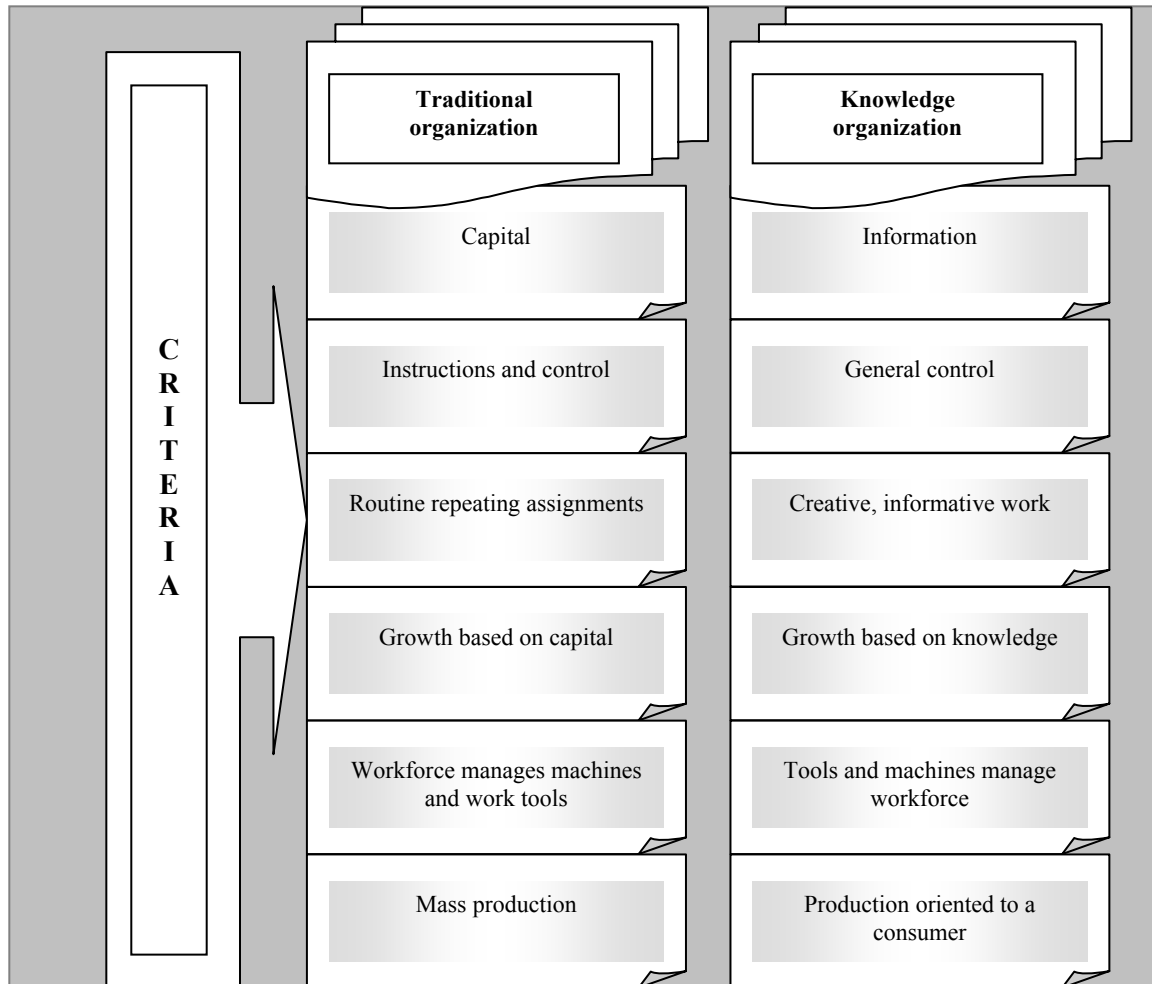 Traditional
organization
Knowledge
organization
CRITERIA
Capital
Information
Instructions and control
General control
Routine repeating assignments
Creative, informative work
Growth based on capital
Growth based on knowledge
Workforce manages machines
and work tools
Tools and machines manage
workforce
Mass production
Production oriented to a
consumer